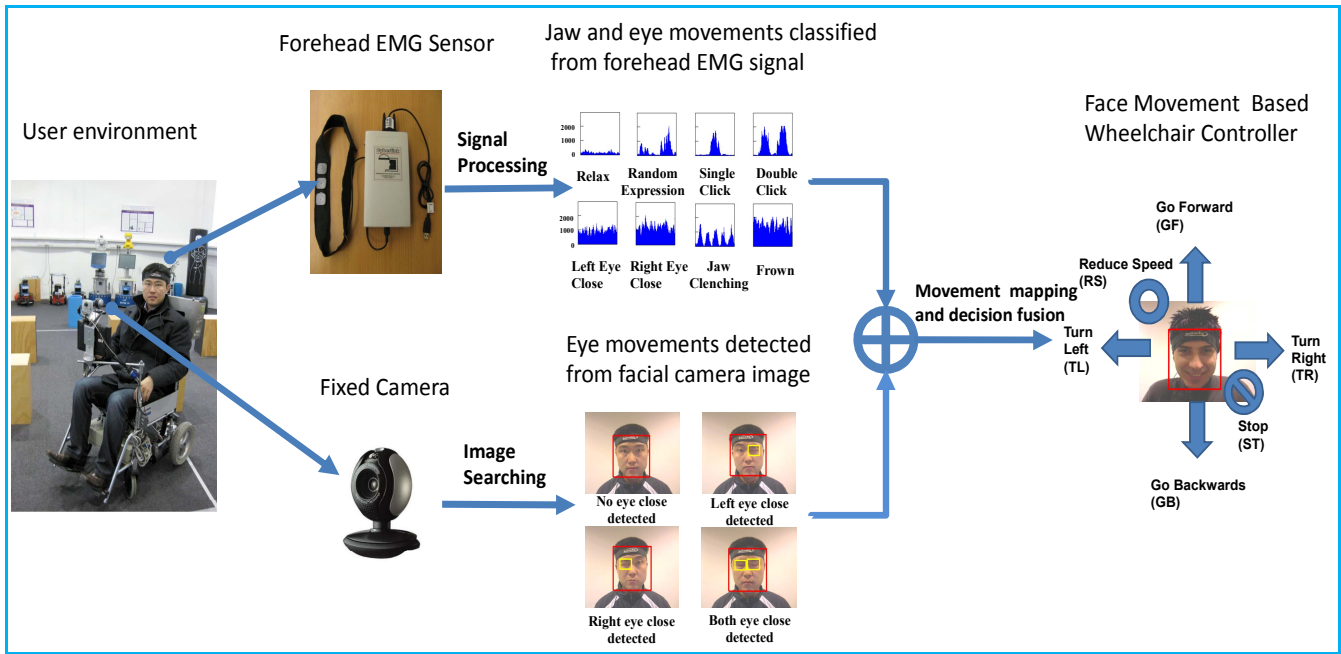 User environment
Forehead EMG Sensor
Signal
Processing
Jaw and eye movements classified
from forehead EMG signal
2000
1000
0
Relax
Random
Expression
Single
Click
Double
Click
2000
1000
0
Left Eye
Close
Right Eye
Close
Jaw
Clenching
Frown
Fixed Camera
Image
Searching
Eye movements detected
from facial camera image
No eye close
detected
Left eye close
detected
Right eye close
detected
Both eye close
detected
Movement mapping
and decision fusion
Face Movement Based
Wheelchair Controller
Go Forward
(GF)
Reduce Speed
(RS)
Turn
Left
(TL)
Turn
Right
(TR)
Stop
(ST)
Go Backwards
(GB)